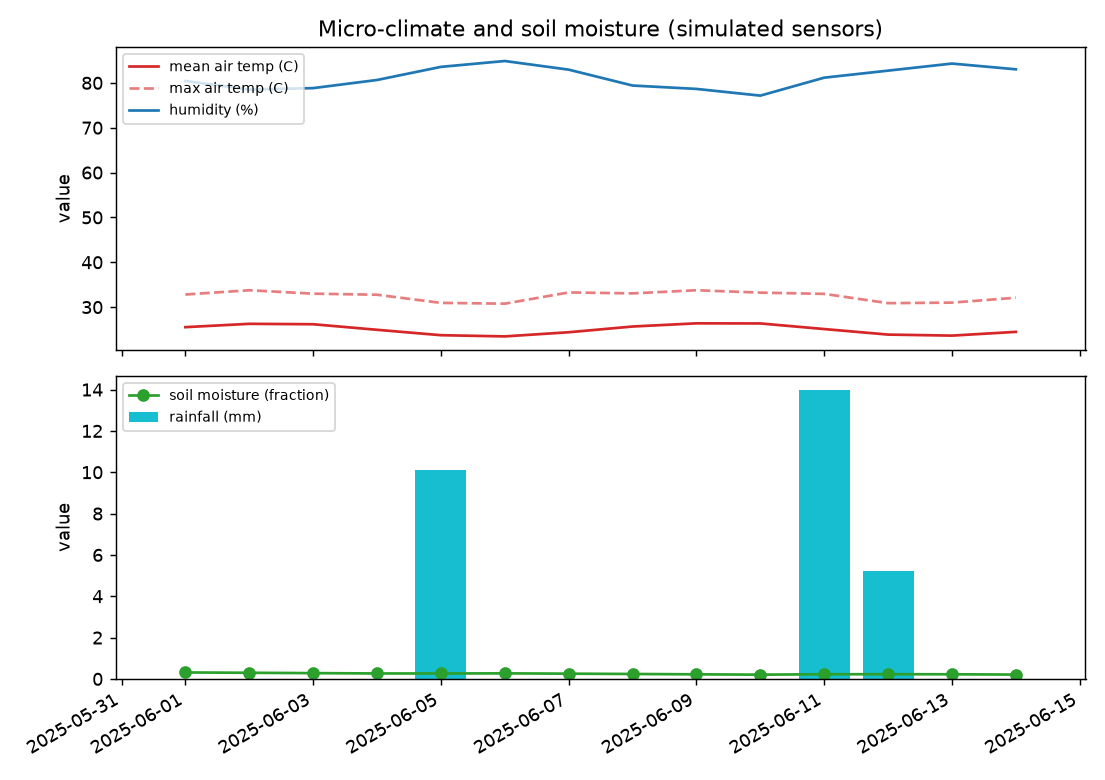 Micro-climate and soil moisture (simulated sensors)
mean air temp (C)
max air temp (C)
humidity (%)
80
70
60
50
40
30
value
soil moisture (fraction)
rainfall (mm)
14
12
10
8
6
4
2
0
value
2025-05-31
2025-06-01
2025-06-03
2025-06-05
2025-06-07
2025-06-09
2025-06-11
2025-06-13
2025-06-15